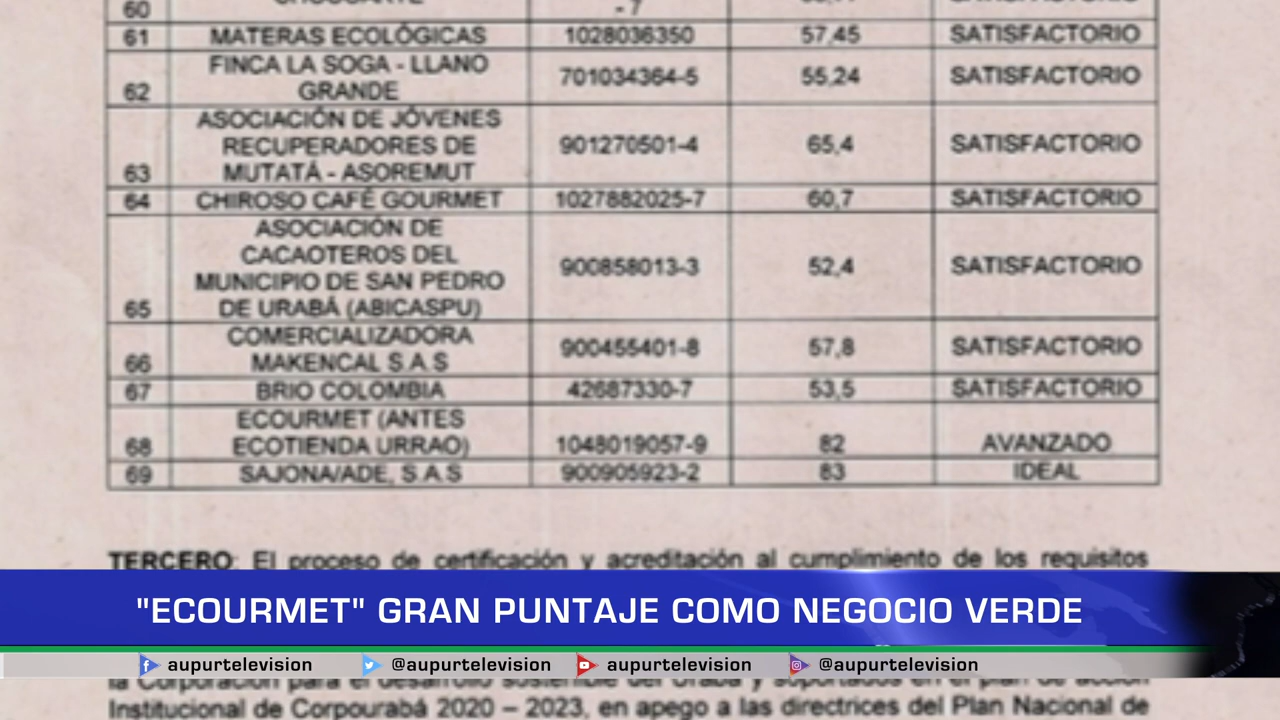 60
- 7
SATISFACTORIO
61 MATERAS ECOLÓGICAS 1028036350 57,45 SATISFACTORIO
FINCA LA SOGA - LLANO
62 GRANDE 701034364-5 55,24 SATISFACTORIO
ASOCIACIÓN DE JÓVENES
RECUPERADORES DE 901270501-4 65,4 SATISFACTORIO
63 MUTATÁ - ASOREMUT
64 CHIROSO CAFÉ GOURMET 1027882025-7 60,7 SATISFACTORIO
ASOCIACIÓN DE
CACAOTEROS DEL 900858013-3 52,4 SATISFACTORIO
MUNICIPIO DE SAN PEDRO
65 DE URABÁ (ABICASPU)
COMERCIALIZADORA
66 MAKENCAL S.A.S 900455401-8 57,8 SATISFACTORIO
67 BRIO COLOMBIA 42687330-7 53,5 SATISFACTORIO
ECOURMET (ANTES
68 ECOTIENDA URRAO) 1048019057-9 82 AVANZADO
69 SAJONA/ADE, S.A.S 900905923-2 83 IDEAL
TERCERO: El proceso de certificación y acreditación al cumplimiento de los requisitos
"ECOURMET" GRAN PUNTAJE COMO NEGOCIO VERDE
aupurtelevision @aupurtelevision aupurtelevision @aupurtelevision
la Corporación para el desarrollo sostenible del Urabá y soportados en el plan de acción
Institucional de Corpourabá 2020 – 2023, en apego a las directrices del Plan Nacional de